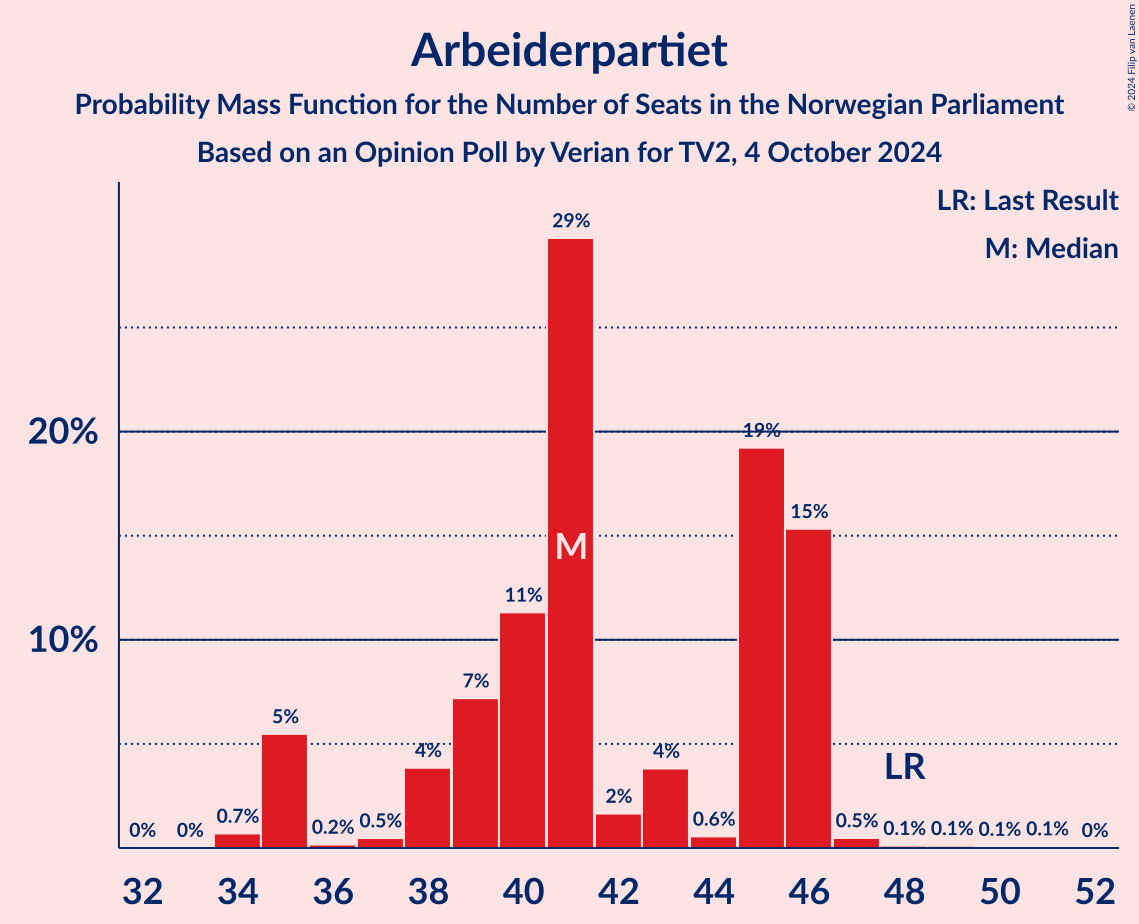 Arbeiderpartiet
Probability Mass Function for the Number of Seats in the Norwegian Parliament
Based on an Opinion Poll by Verian for TV2, 4 October 2024
© 2024 Filip van Laenen
LR: Last Result
M: Median
29%
20%
19%
15%
M
11%
10%
7%
5%
4%
4%
LR
2%
0% 0% 0.7% 0.2% 0.5% 0.6% 0.5% 0.1% 0.1% 0.1% 0.1% 0%
32 34 36 38 40 42 44 46 48 50 52